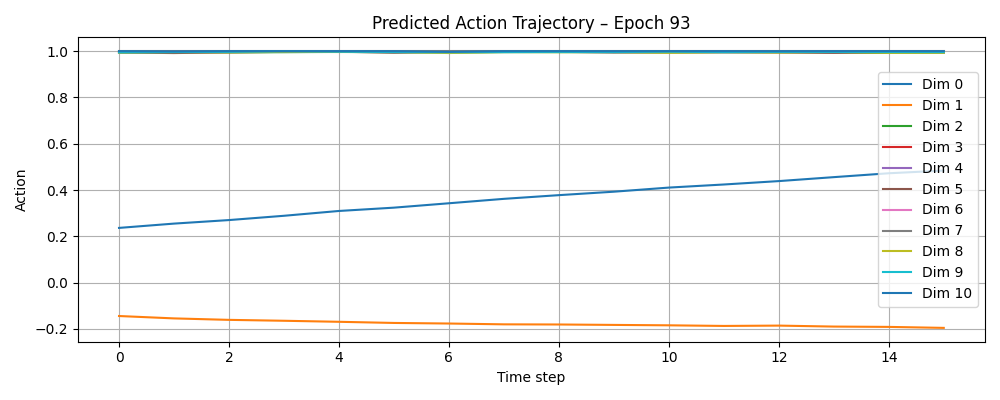 Predicted Action Trajectory – Epoch 93
Action
1.0
0.8
0.6
0.4
0.2
0.0
−0.2
Dim 0
Dim 1
Dim 2
Dim 3
Dim 4
Dim 5
Dim 6
Dim 7
Dim 8
Dim 9
Dim 10
0 2 4 6 8 10 12 14
Time step